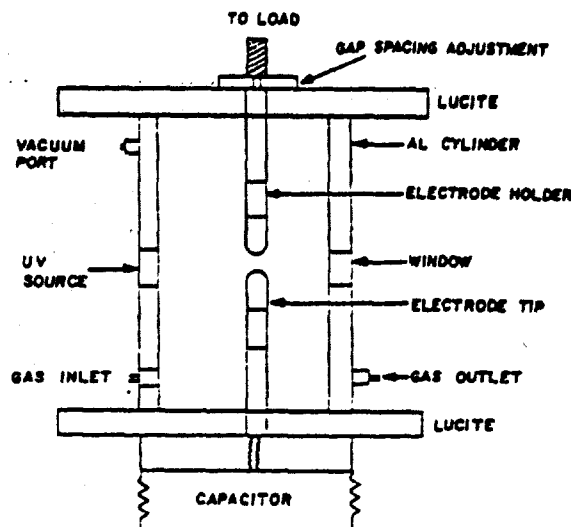 TO LOAD
GAP SPACING ADJUSTMENT
LUCITE
VACUUM
PORT
AL CYLINDER
ELECTRODE HOLDER
UV
SOURCE
WINDOW
ELECTRODE TIP
GAS INLET
GAS OUTLET
LUCITE
CAPACITOR